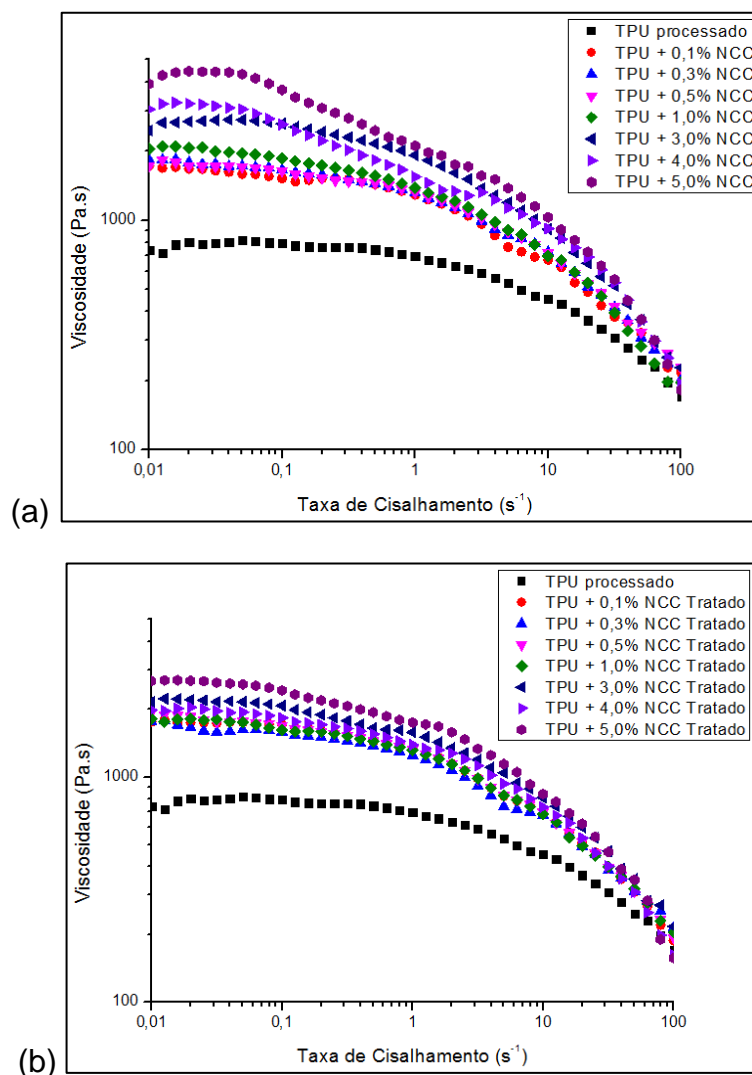 (a)
TPU processado
TPU + 0,1% NCC
TPU + 0,3% NCC
TPU + 0,5% NCC
TPU + 1,0% NCC
TPU + 3,0% NCC
TPU + 4,0% NCC
TPU + 5,0% NCC
Viscosidade (Pa.s)
1000
100
0,01
0,1
1
10
100
Taxa de Cisalhamento (s⁻¹)
(b)
TPU processado
TPU + 0,1% NCC Tratado
TPU + 0,3% NCC Tratado
TPU + 0,5% NCC Tratado
TPU + 1,0% NCC Tratado
TPU + 3,0% NCC Tratado
TPU + 4,0% NCC Tratado
TPU + 5,0% NCC Tratado
Viscosidade (Pa.s)
1000
100
0,01
0,1
1
10
100
Taxa de Cisalhamento (s⁻¹)